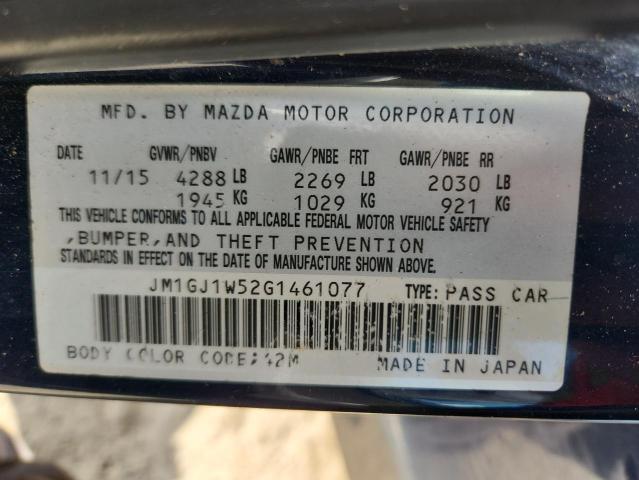 MFD. BY MAZDA MOTOR CORPORATION
DATE GVWR/PNBV GAWR/PNBE FRT GAWR/PNBE RR
11/15 4288 LB 2269 LB 2030 LB
1945 KG 1029 KG 921 KG
THIS VEHICLE CONFORMS TO ALL APPLICABLE FEDERAL MOTOR VEHICLE SAFETY
,BUMPER,AND THEFT PREVENTION
STANDARDS IN EFFECT ON THE DATE OF MANUFACTURE SHOWN ABOVE.
JM1GJ1W52G1461077 TYPE: PASS CAR
BODY COLOR CODE:42M MADE IN JAPAN